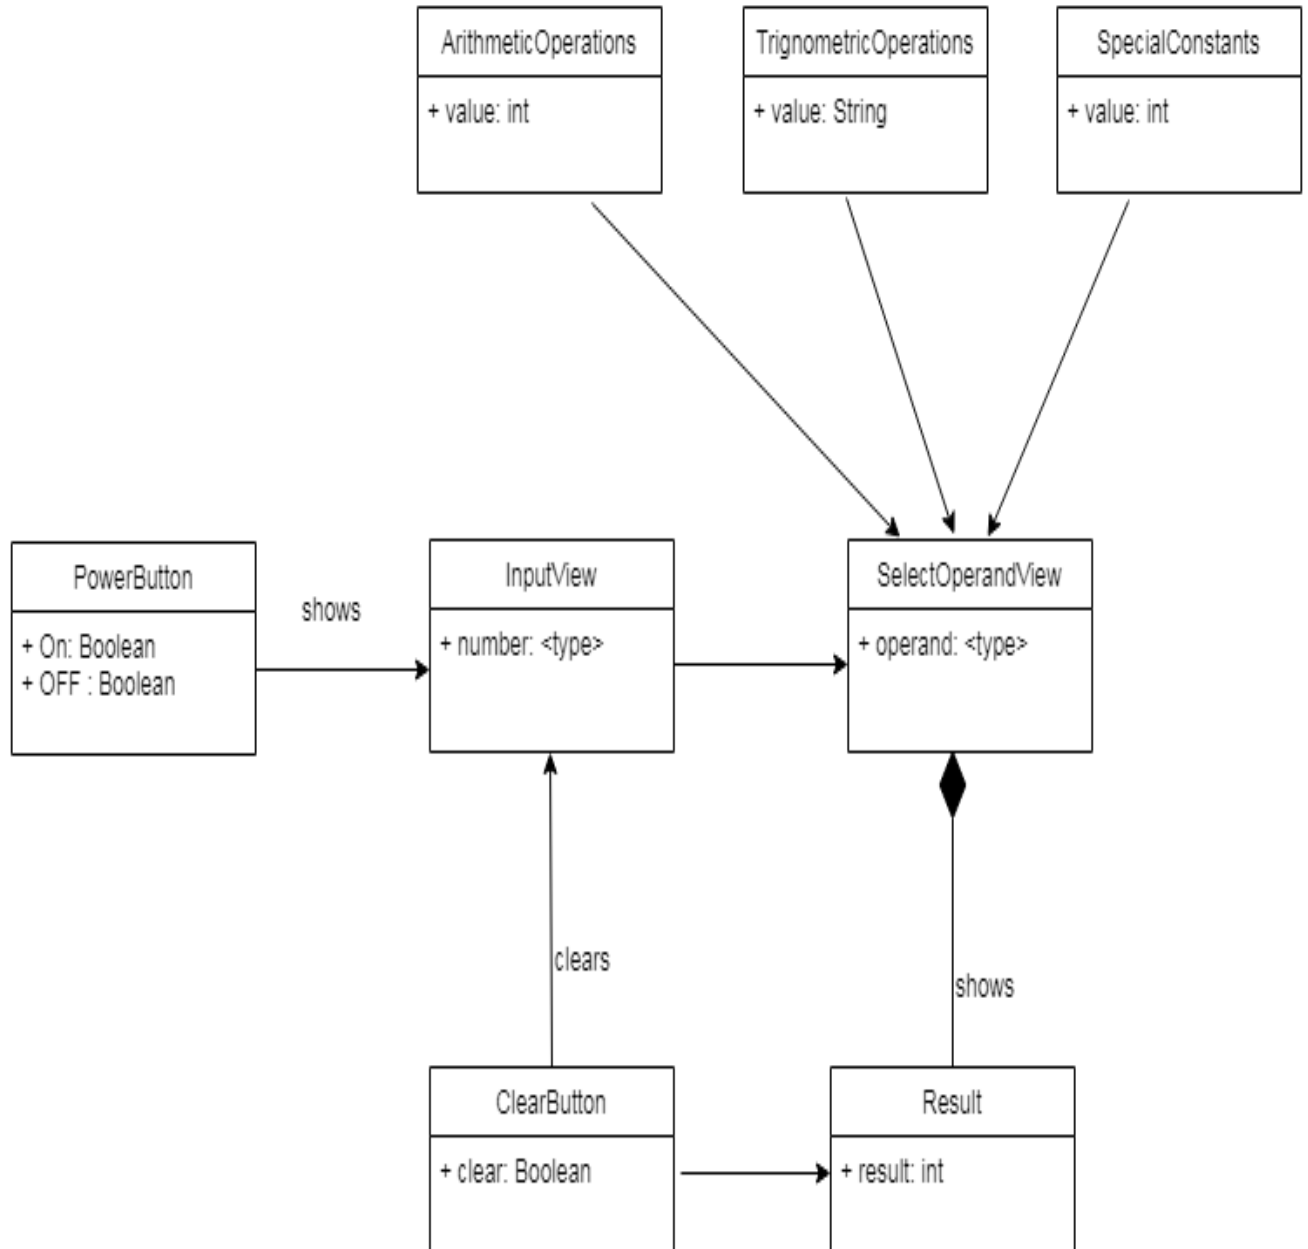 ArithmeticOperations
+ value: int
TrignometricOperations
+ value: String
SpecialConstants
+ value: int
PowerButton
+ On: Boolean
+ OFF : Boolean
shows
InputView
+ number: <type>
SelectOperandView
+ operand: <type>
clears
shows
ClearButton
+ clear: Boolean
Result
+ result: int